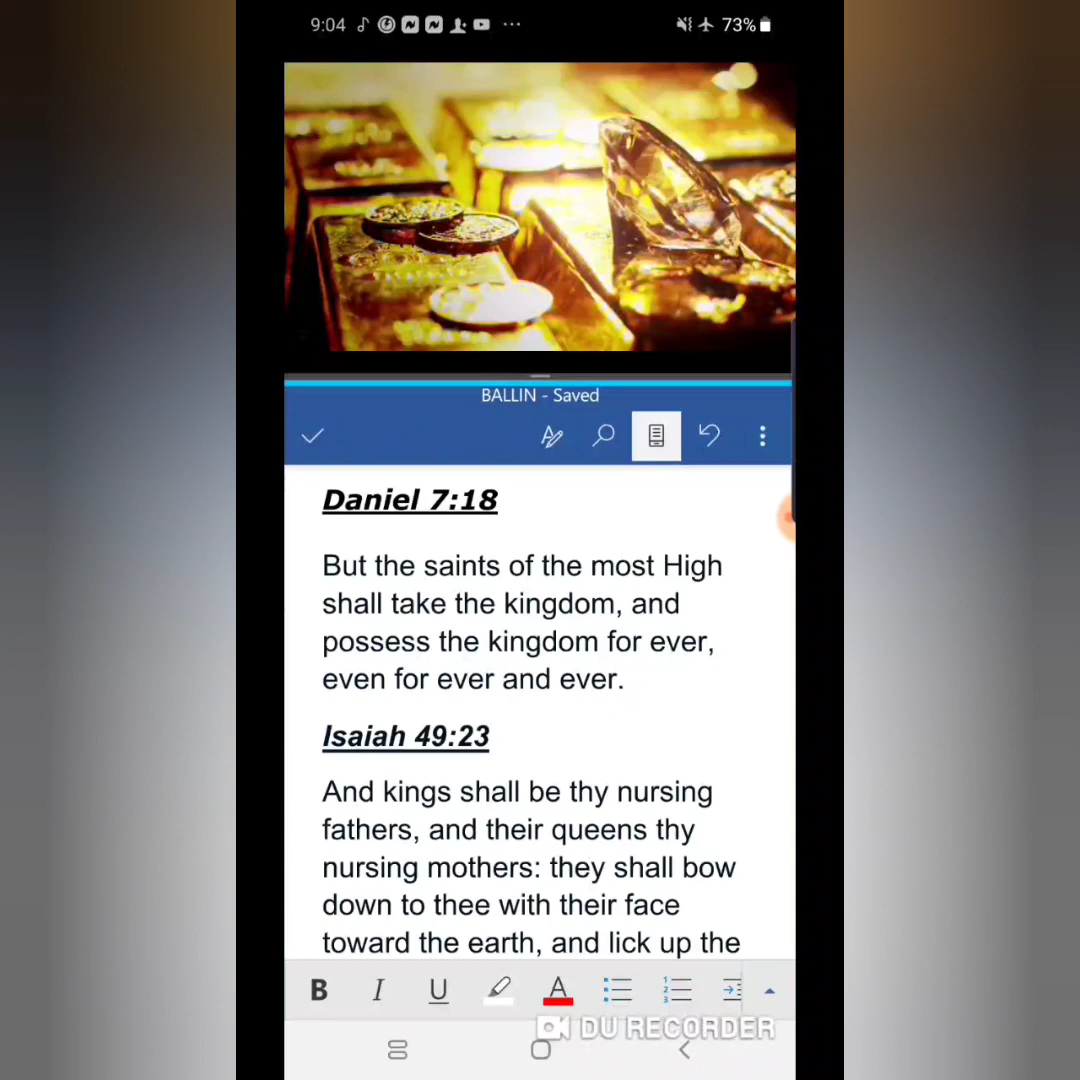 9:04
73%
BALLIN - Saved
Daniel 7:18
But the saints of the most High
shall take the kingdom, and
possess the kingdom for ever,
even for ever and ever.
Isaiah 49:23
And kings shall be thy nursing
fathers, and their queens thy
nursing mothers: they shall bow
down to thee with their face
toward the earth, and lick up the
B I U A
DU RECORDER